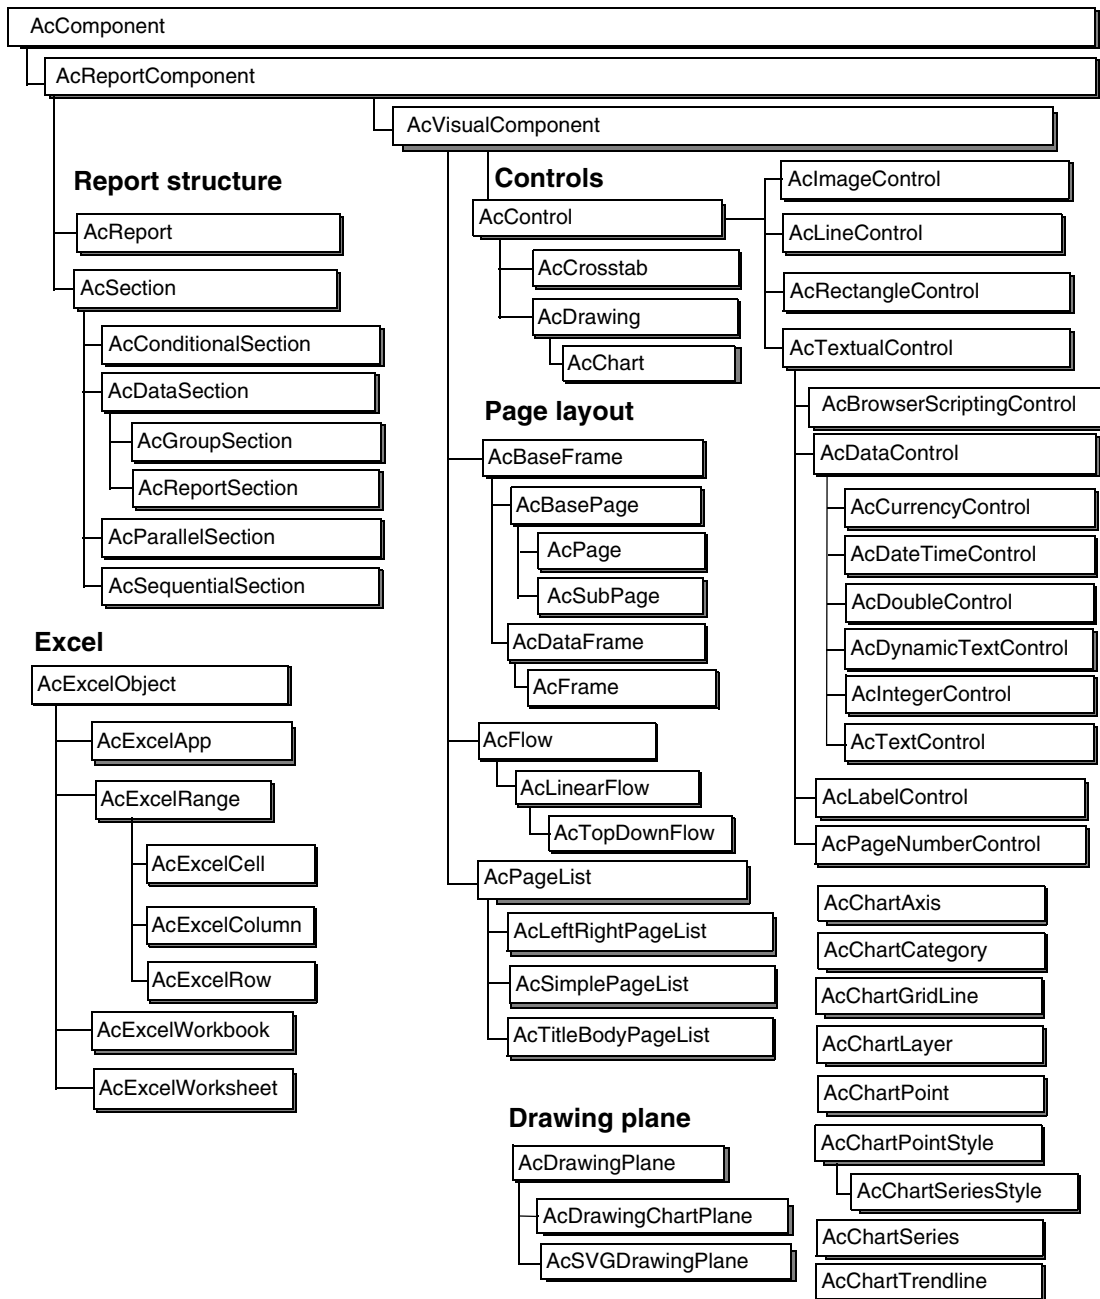 AcComponent
AcReportComponent
AcVisualComponent
Report structure
AcReport
AcSection
AcConditionalSection
AcDataSection
AcGroupSection
AcReportSection
AcParallelSection
AcSequentialSection
Excel
AcExcelObject
AcExcelApp
AcExcelRange
AcExcelCell
AcExcelColumn
AcExcelRow
AcExcelWorkbook
AcExcelWorksheet
Controls
AcControl
AcCrosstab
AcDrawing
AcChart
Page layout
AcBaseFrame
AcBasePage
AcPage
AcSubPage
AcDataFrame
AcFrame
AcFlow
AcLinearFlow
AcTopDownFlow
AcPageList
AcLeftRightPageList
AcSimplePageList
AcTitleBodyPageList
Drawing plane
AcDrawingPlane
AcDrawingChartPlane
AcSVGDrawingPlane
AcImageControl
AcLineControl
AcRectangleControl
AcTextualControl
AcBrowserScriptingControl
AcDataControl
AcCurrencyControl
AcDateTimeControl
AcDoubleControl
AcDynamicTextControl
AcIntegerControl
AcTextControl
AcLabelControl
AcPageNumberControl
AcChartAxis
AcChartCategory
AcChartGridLine
AcChartLayer
AcChartPoint
AcChartPointStyle
AcChartSeriesStyle
AcChartSeries
AcChartTrendline